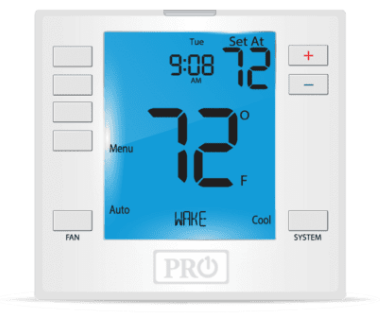 Tue Set At
9:08 AM 72
+
−
72° F
Menu
Auto WAKE Cool
FAN SYSTEM
PRO